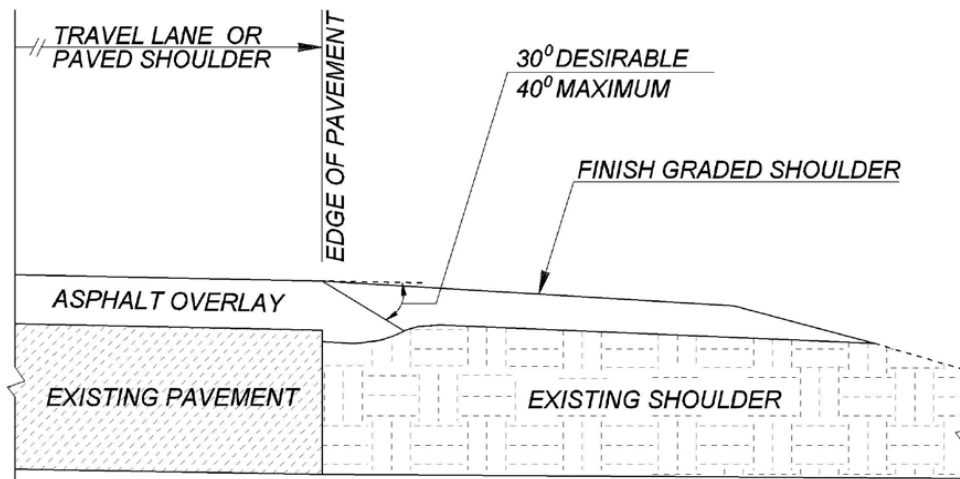 TRAVEL LANE OR
PAVED SHOULDER
EDGE OF PAVEMENT
30⁰ DESIRABLE
40⁰ MAXIMUM
FINISH GRADED SHOULDER
ASPHALT OVERLAY
EXISTING PAVEMENT
EXISTING SHOULDER